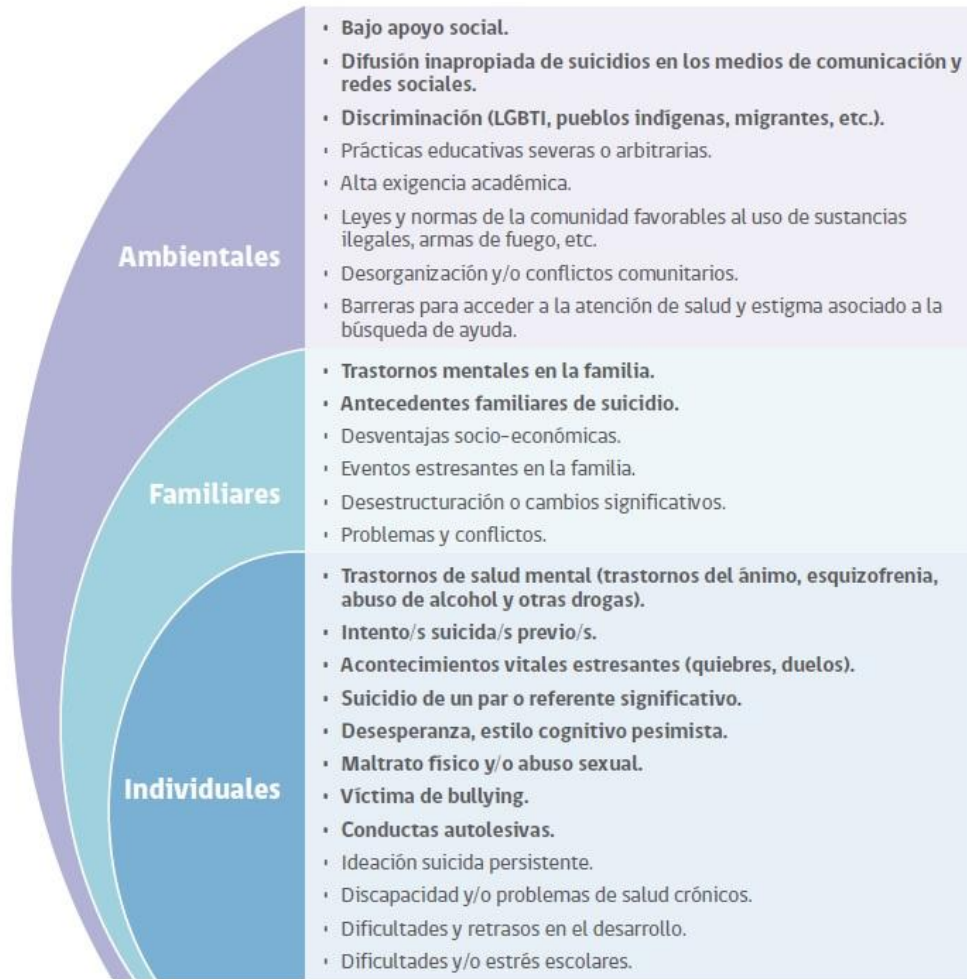 Ambientales
• Bajo apoyo social.
• Difusión inapropiada de suicidios en los medios de comunicación y
redes sociales.
• Discriminación (LGBTI, pueblos indígenas, migrantes, etc.).
• Prácticas educativas severas o arbitrarias.
• Alta exigencia académica.
• Leyes y normas de la comunidad favorables al uso de sustancias
ilegales, armas de fuego, etc.
• Desorganización y/o conflictos comunitarios.
• Barreras para acceder a la atención de salud y estigma asociado a la
búsqueda de ayuda.
Familiares
• Trastornos mentales en la familia.
• Antecedentes familiares de suicidio.
• Desventajas socio-económicas.
• Eventos estresantes en la familia.
• Desestructuración o cambios significativos.
• Problemas y conflictos.
Individuales
• Trastornos de salud mental (trastornos del ánimo, esquizofrenia,
abuso de alcohol y otras drogas).
• Intento/s suicida/s previo/s.
• Acontecimientos vitales estresantes (quiebres, duelos).
• Suicidio de un par o referente significativo.
• Desesperanza, estilo cognitivo pesimista.
• Maltrato físico y/o abuso sexual.
• Víctima de bullying.
• Conductas autolesivas.
• Ideación suicida persistente.
• Discapacidad y/o problemas de salud crónicos.
• Dificultades y retrasos en el desarrollo.
• Dificultades y/o estrés escolares.